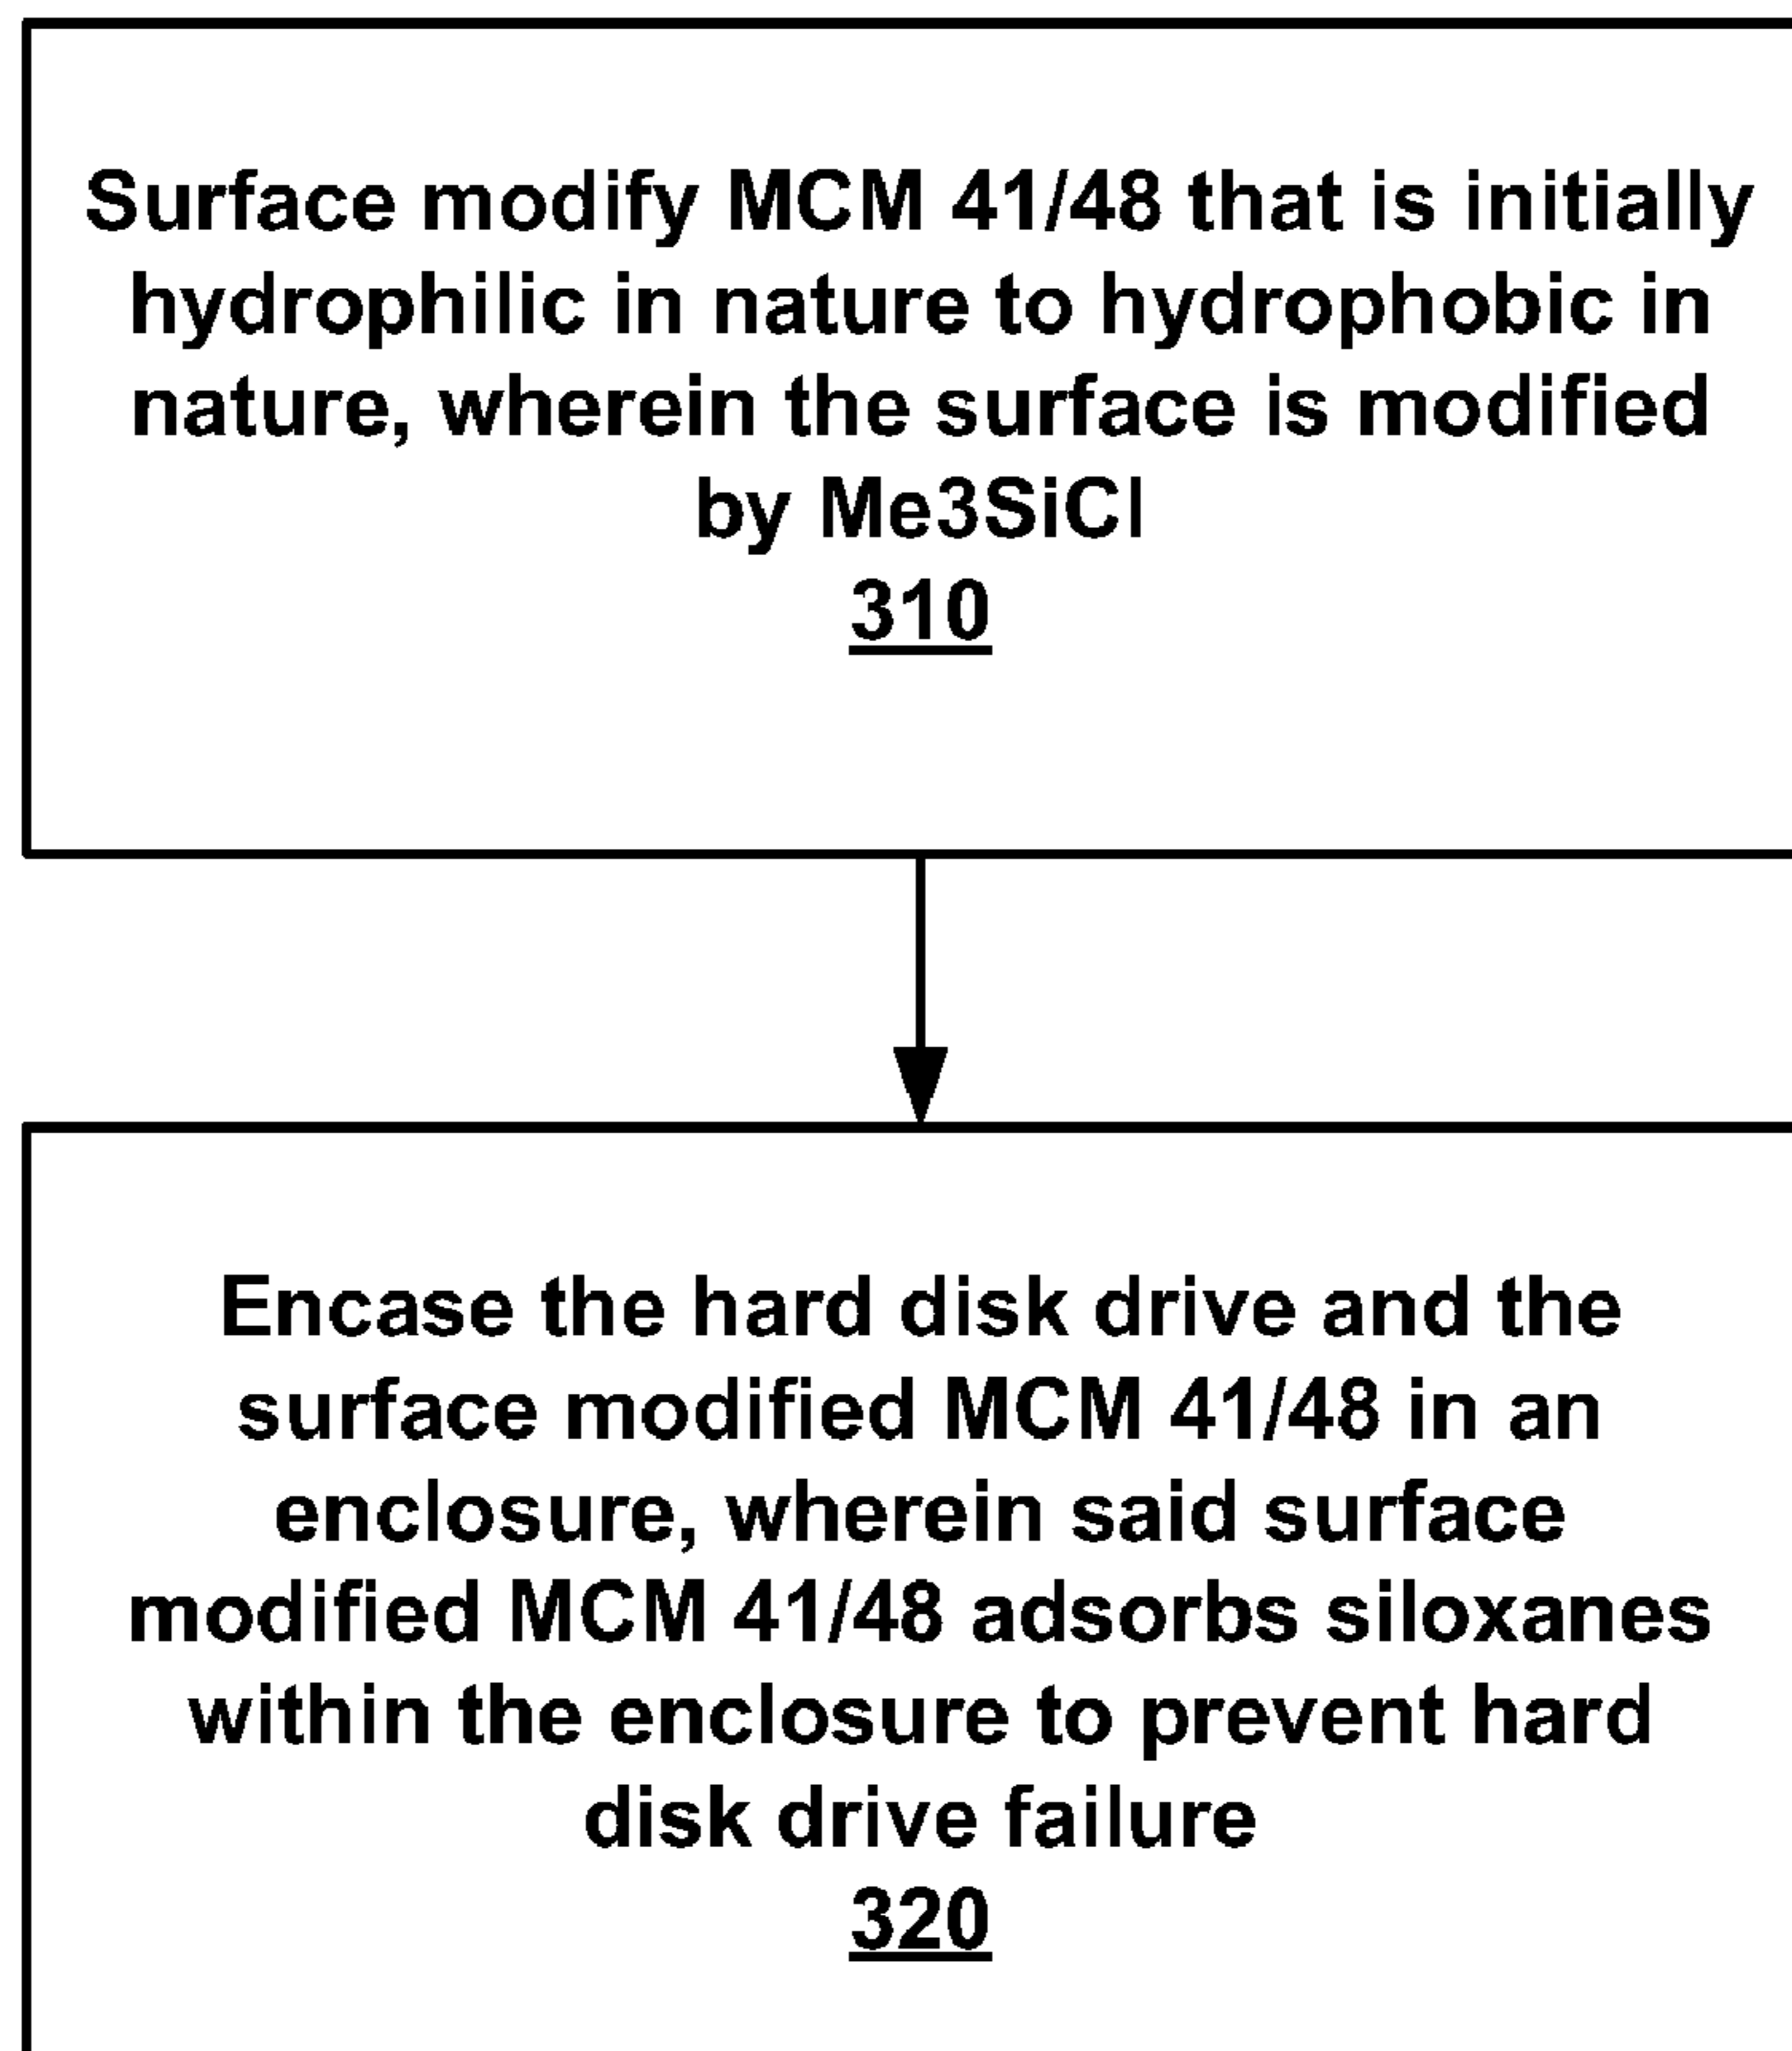 Surface modify MCM 41/48 that is initially
hydrophilic in nature to hydrophobic in
nature, wherein the surface is modified
by Me3SiCl
310
Encase the hard disk drive and the
surface modified MCM 41/48 in an
enclosure, wherein said surface
modified MCM 41/48 adsorbs siloxanes
within the enclosure to prevent hard
disk drive failure
320